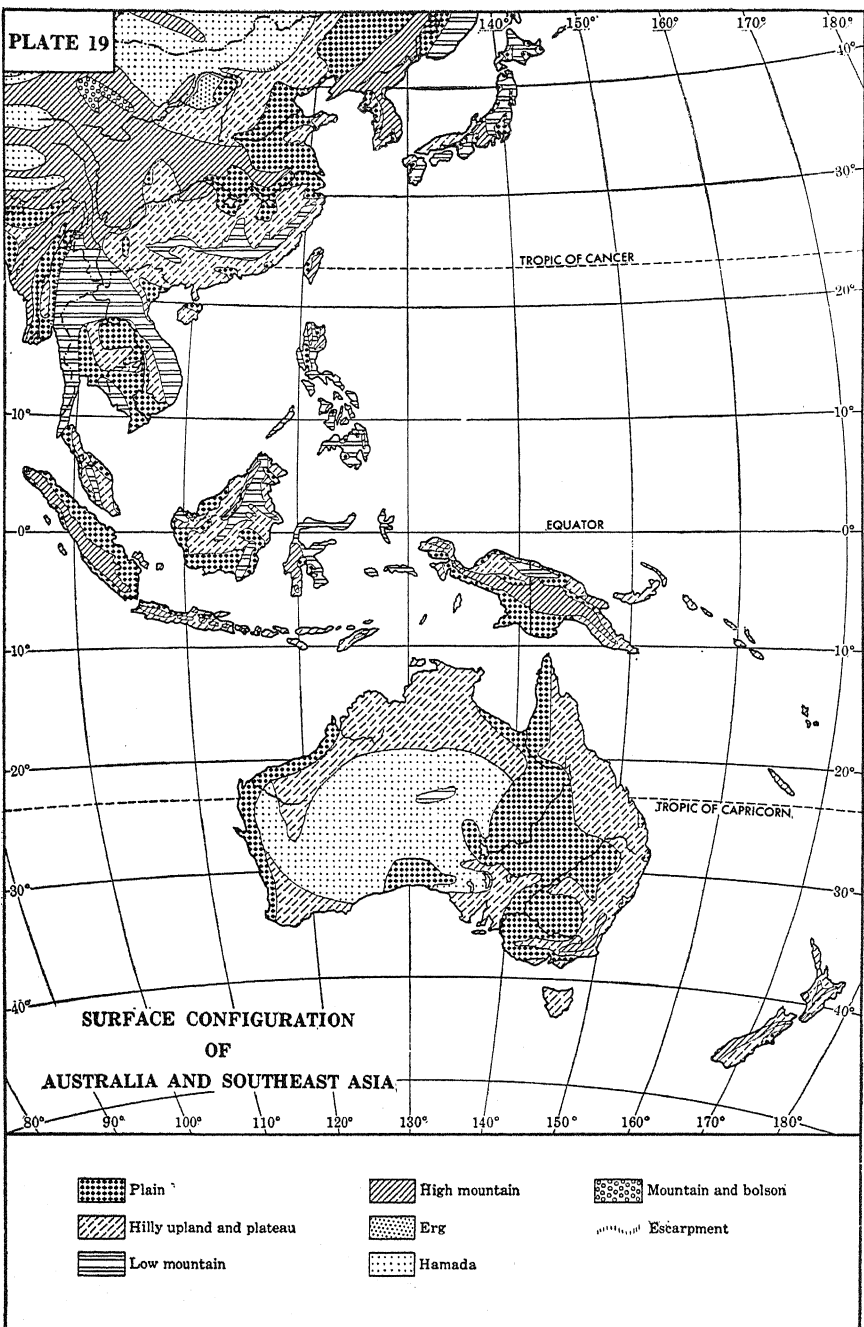 PLATE 19
140° 150° 160° 170° 180°
40°
30°
TROPIC OF CANCER
20°
10° 10°
0° EQUATOR 0°
10° 10°
20° 20°
TROPIC OF CAPRICORN
30° 30°
40° 40°
SURFACE CONFIGURATION
OF
AUSTRALIA AND SOUTHEAST ASIA
80° 90° 100° 110° 120° 130° 140° 150° 160° 170° 180°
Plain
High mountain
Mountain and bolson
Hilly upland and plateau
Erg
Escarpment
Low mountain
Hamada